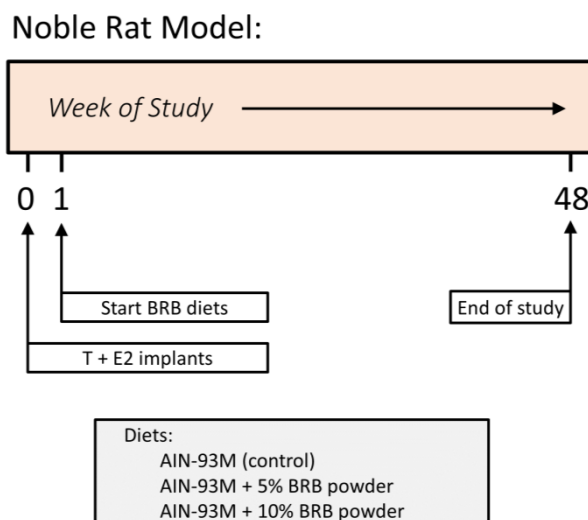 Noble Rat Model:
Week of Study
0 1 48
Start BRB diets
End of study
T + E2 implants
Diets:
AIN-93M (control)
AIN-93M + 5% BRB powder
AIN-93M + 10% BRB powder